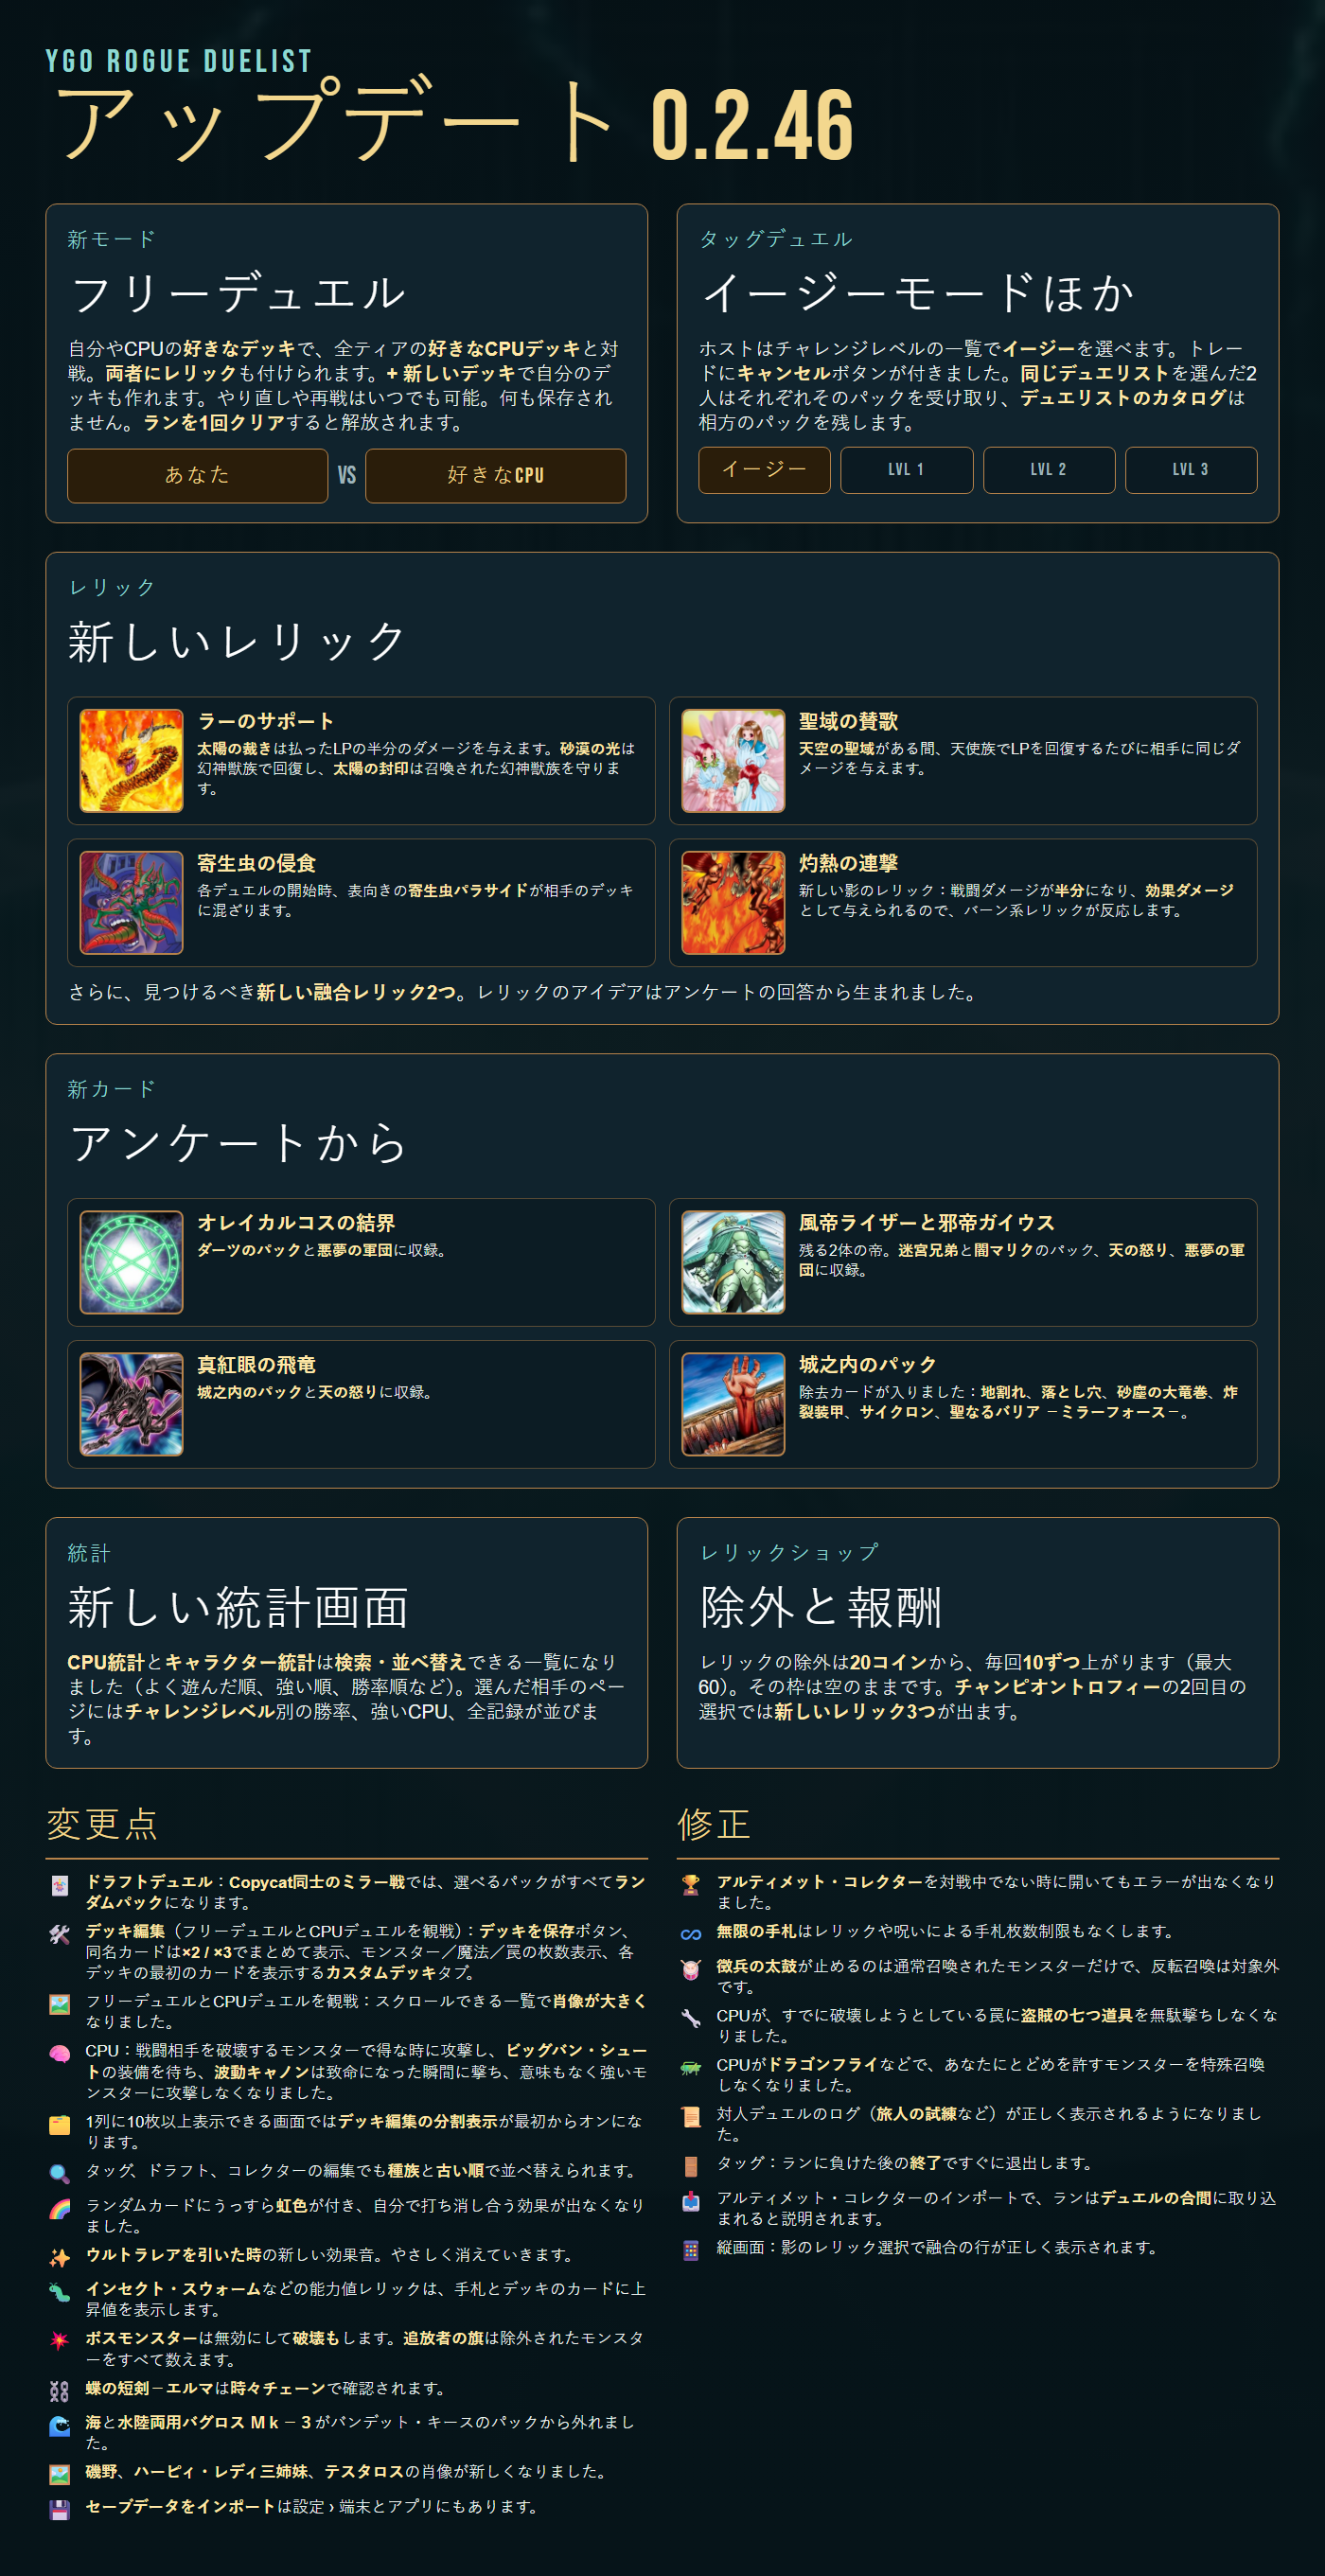 YGO ROGUE DUELIST
アップデート 0.2.46
新モード
フリーデュエル
自分やCPUの好きなデッキで、全ティアの好きなCPUデッキと対
戦。両者にレリックも付けられます。+ 新しいデッキで自分のデ
ッキも作れます。やり直しや再戦はいつでも可能。何も保存され
ません。ランを1回クリアすると解放されます。
あなた VS 好きなCPU
タッグデュエル
イージーモードほか
ホストはチャレンジレベルの一覧でイージーを選べます。トレー
ドにキャンセルボタンが付きました。同じデュエリストを選んだ2
人はそれぞれそのパックを受け取り、デュエリストのカタログは
相方のパックを残します。
イージー LVL 1 LVL 2 LVL 3
レリック
新しいレリック
ラーのサポート
太陽の裁きは払ったLPの半分のダメージを与えます。砂漠の光は
幻神獣族で回復し、太陽の封印は召喚された幻神獣族を守りま
す。
聖域の賛歌
天空の聖域がある間、天使族でLPを回復するたびに相手に同じダ
メージを与えます。
寄生虫の侵食
各デュエルの開始時、表向きの寄生虫パラサイドが相手のデッキ
に混ざります。
灼熱の連撃
新しい影のレリック：戦闘ダメージが半分になり、効果ダメージ
として与えられるので、バーン系レリックが反応します。
さらに、見つけるべき新しい融合レリック2つ。レリックのアイデアはアンケートの回答から生まれました。
新カード
アンケートから
オレイカルコスの結界
ダーツのパックと悪夢の軍団に収録。
風帝ライザーと邪帝ガイウス
残る2体の帝。迷宮兄弟と闇マリクのパック、天の怒り、悪夢の軍
団に収録。
真紅眼の飛竜
城之内のパックと天の怒りに収録。
城之内のパック
除去カードが入りました：地割れ、落とし穴、砂塵の大竜巻、炸
裂装甲、サイクロン、聖なるバリア －ミラーフォース－。
統計
新しい統計画面
CPU統計とキャラクター統計は検索・並べ替えできる一覧になり
ました（よく遊んだ順、強い順、勝率順など）。選んだ相手のペー
ジにはチャレンジレベル別の勝率、強いCPU、全記録が並びま
す。
レリックショップ
除外と報酬
レリックの除外は20コインから、毎回10ずつ上がります（最大
60）。その枠は空のままです。チャンピオントロフィーの2回目の
選択では新しいレリック3つが出ます。
変更点
ドラフトデュエル：Copycat同士のミラー戦では、選べるパックがすべてラン
ダムパックになります。
デッキ編集（フリーデュエルとCPUデュエルを観戦）：デッキを保存ボタン、
同名カードは×2 / ×3でまとめて表示、モンスター／魔法／罠の枚数表示、各
デッキの最初のカードを表示するカスタムデッキタブ。
フリーデュエルとCPUデュエルを観戦：スクロールできる一覧で肖像が大きく
なりました。
CPU：戦闘相手を破壊するモンスターで得な時に攻撃し、ビッグバン・シュー
トの装備を待ち、波動キャノンは致命になった瞬間に撃ち、意味もなく強いモ
ンスターに攻撃しなくなりました。
1列に10枚以上表示できる画面ではデッキ編集の分割表示が最初からオンにな
ります。
タッグ、ドラフト、コレクターの編集でも種族と古い順で並べ替えられます。
ランダムカードにうっすら虹色が付き、自分で打ち消し合う効果が出なくなり
ました。
ウルトラレアを引いた時の新しい効果音。やさしく消えていきます。
インセクト・スウォームなどの能力値レリックは、手札とデッキのカードに上
昇値を表示します。
ボスモンスターは無効にして破壊もします。追放者の旗は除外されたモンスタ
ーをすべて数えます。
蝶の短剣－エルマは時々チェーンで確認されます。
海と水陸両用バグロス Ｍｋ－３がバンデット・キースのパックから外れまし
た。
磯野、ハーピィ・レディ三姉妹、テスタロスの肖像が新しくなりました。
セーブデータをインポートは設定 › 端末とアプリにもあります。
修正
アルティメット・コレクターを対戦中でない時に開いてもエラーが出なくなり
ました。
無限の手札はレリックや呪いによる手札枚数制限もなくします。
徴兵の太鼓が止めるのは通常召喚されたモンスターだけで、反転召喚は対象外
です。
CPUが、すでに破壊しようとしている罠に盗賊の七つ道具を無駄撃ちしなくな
りました。
CPUがドラゴンフライなどで、あなたにとどめを許すモンスターを特殊召喚
しなくなりました。
対人デュエルのログ（旅人の試練など）が正しく表示されるようになりまし
た。
タッグ：ランに負けた後の終了ですぐに退出します。
アルティメット・コレクターのインポートで、ランはデュエルの合間に取り込
まれると説明されます。
縦画面：影のレリック選択で融合の行が正しく表示されます。